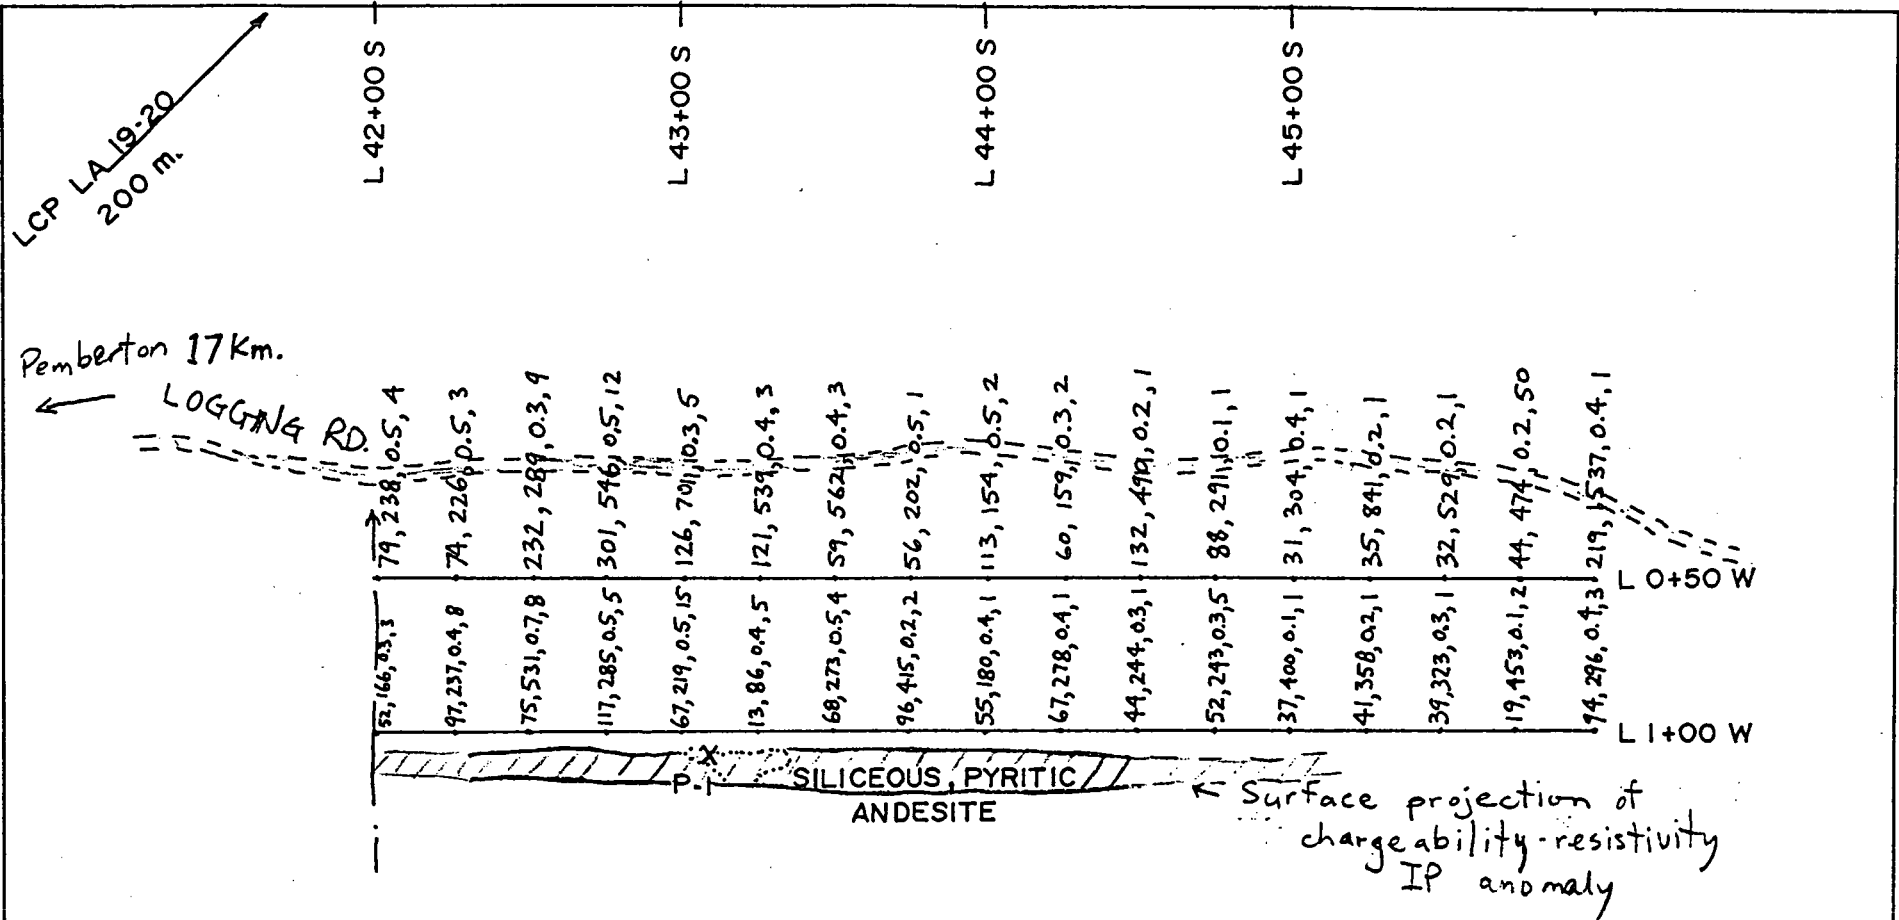 L 42+00 S
L 43+00 S
L 44+00 S
L 45+00 S
LCP LA 19-20
200 m.
Pemberton 17 Km.
LOGGING RD.
79, 238, 0.5, 4
74, 226, 0.5, 3
232, 289, 0.3, 9
301, 546, 0.5, 12
126, 701, 0.3, 5
121, 539, 0.4, 3
59, 562, 0.4, 3
56, 202, 0.5, 1
113, 154, 0.5, 2
60, 159, 0.3, 2
132, 499, 0.2, 1
88, 291, 0.1, 1
31, 304, 0.4, 1
35, 841, 0.2, 1
32, 529, 0.2, 1
44, 474, 0.2, 50
219, 1537, 0.4, 1
L 0+50 W
52, 166, 0.3, 3
97, 237, 0.4, 8
75, 531, 0.7, 8
117, 285, 0.5, 5
67, 219, 0.5, 15
13, 86, 0.4, 5
68, 273, 0.5, 4
96, 415, 0.2, 2
55, 180, 0.4, 1
67, 278, 0.4, 1
44, 244, 0.3, 1
52, 243, 0.3, 5
37, 400, 0.1, 1
41, 358, 0.2, 1
39, 323, 0.3, 1
19, 453, 0.1, 2
94, 296, 0.4, 3
L 1+00 W
X
P-1
SILICEOUS, PYRITIC
ANDESITE
Surface projection of
chargeability-resistivity
IP anomaly